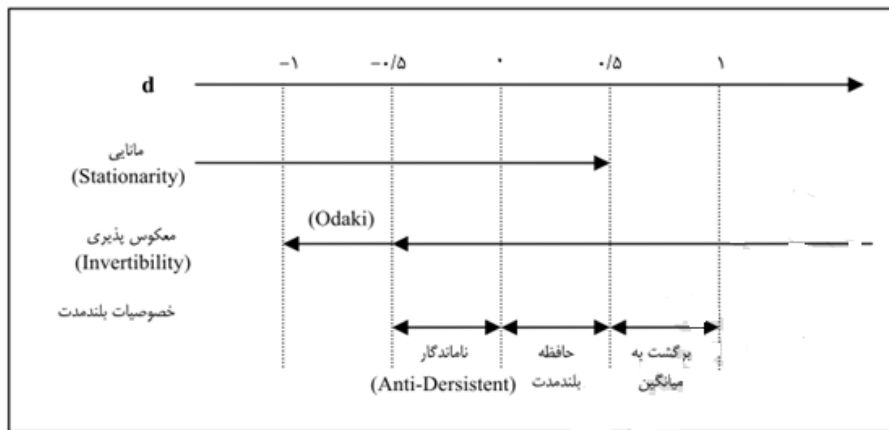 −۱ −۰/۵ ۰ ۰/۵ ۱
d
مانایی
(Stationarity)
(Odaki)
معکوس پذیری
(Invertibility)
خصوصیات بلندمدت
ناماندگار
(Anti-Dersistent)
حافظه
بلندمدت
برگشت به
میانگین